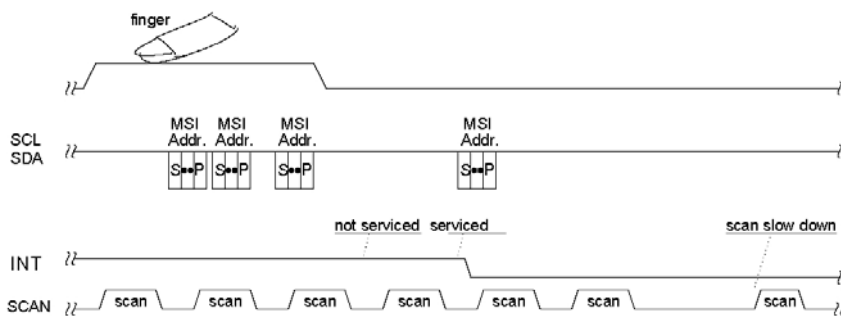 finger
MSI MSI MSI MSI
Addr. Addr. Addr. Addr.
SCL
SDA
S••P S••P S••P S••P
not serviced serviced scan slow down
INT
SCAN scan scan scan scan scan scan scan